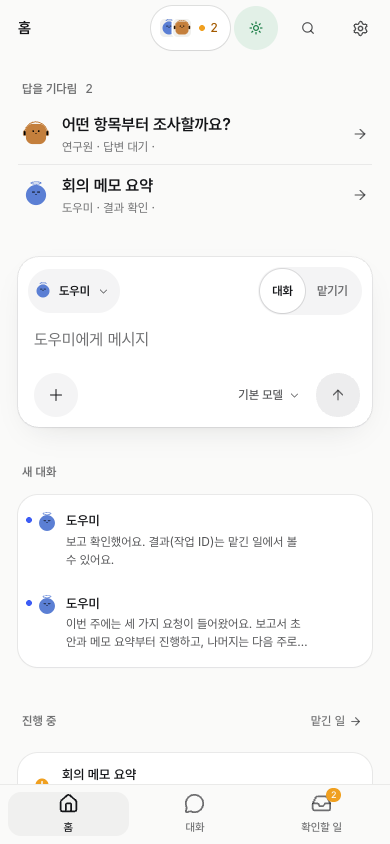 홈
2
답을 기다림 2
어떤 항목부터 조사할까요?
연구원 · 답변 대기 ·
회의 메모 요약
도우미 · 결과 확인 ·
도우미
대화
맡기기
도우미에게 메시지
기본 모델
새 대화
도우미
보고 확인했어요. 결과(작업 ID)는 맡긴 일에서 볼
수 있어요.
도우미
이번 주에는 세 가지 요청이 들어왔어요. 보고서 초
안과 메모 요약부터 진행하고, 나머지는 다음 주로...
진행 중
맡긴 일
회의 메모 요약
홈
대화
2
확인할 일